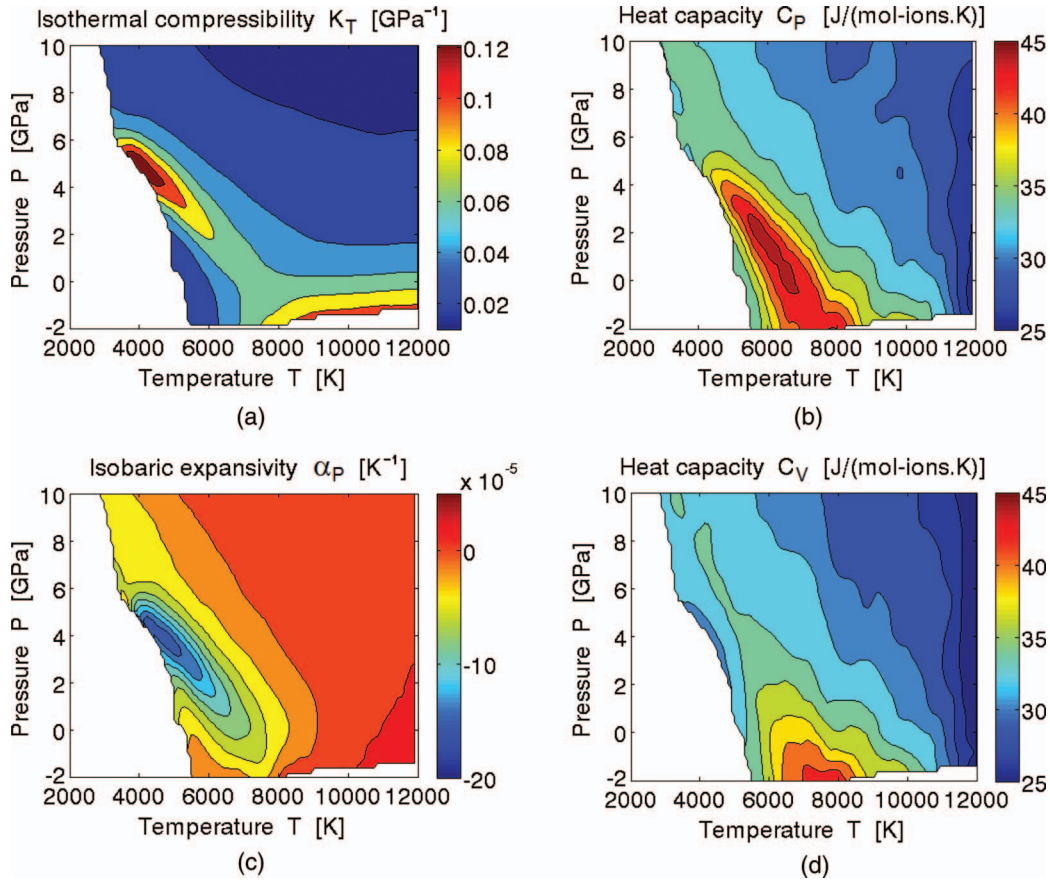 Isothermal compressibility K_T [GPa⁻¹]
10
8
6
4
2
0
-2
Pressure P [GPa]
2000 4000 6000 8000 10000 12000
Temperature T [K]
0.12
0.1
0.08
0.06
0.04
0.02
(a)
Heat capacity C_P [J/(mol-ions.K)]
10
8
6
4
2
0
-2
Pressure P [GPa]
2000 4000 6000 8000 10000 12000
Temperature T [K]
45
40
35
30
25
(b)
Isobaric expansivity α_P [K⁻¹]
x 10⁻⁵
10
8
6
4
2
0
-2
Pressure P [GPa]
2000 4000 6000 8000 10000 12000
Temperature T [K]
0
-10
-20
(c)
Heat capacity C_V [J/(mol-ions.K)]
10
8
6
4
2
0
-2
Pressure P [GPa]
2000 4000 6000 8000 10000 12000
Temperature T [K]
45
40
35
30
25
(d)